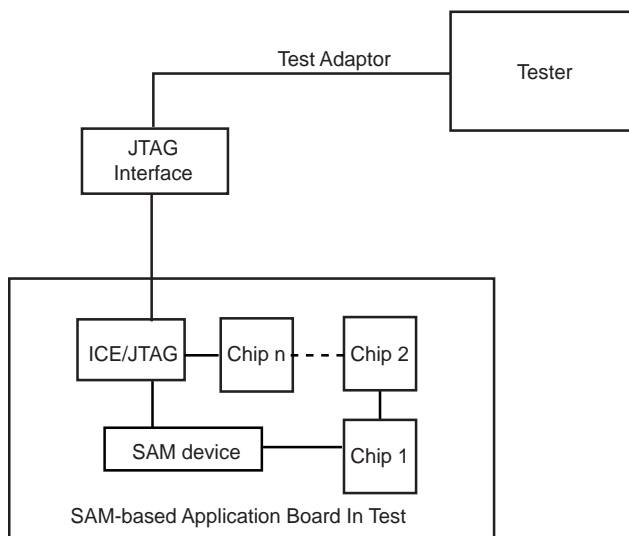 Test Adaptor
Tester
JTAG
Interface
ICE/JTAG
Chip n
Chip 2
SAM device
Chip 1
SAM-based Application Board In Test